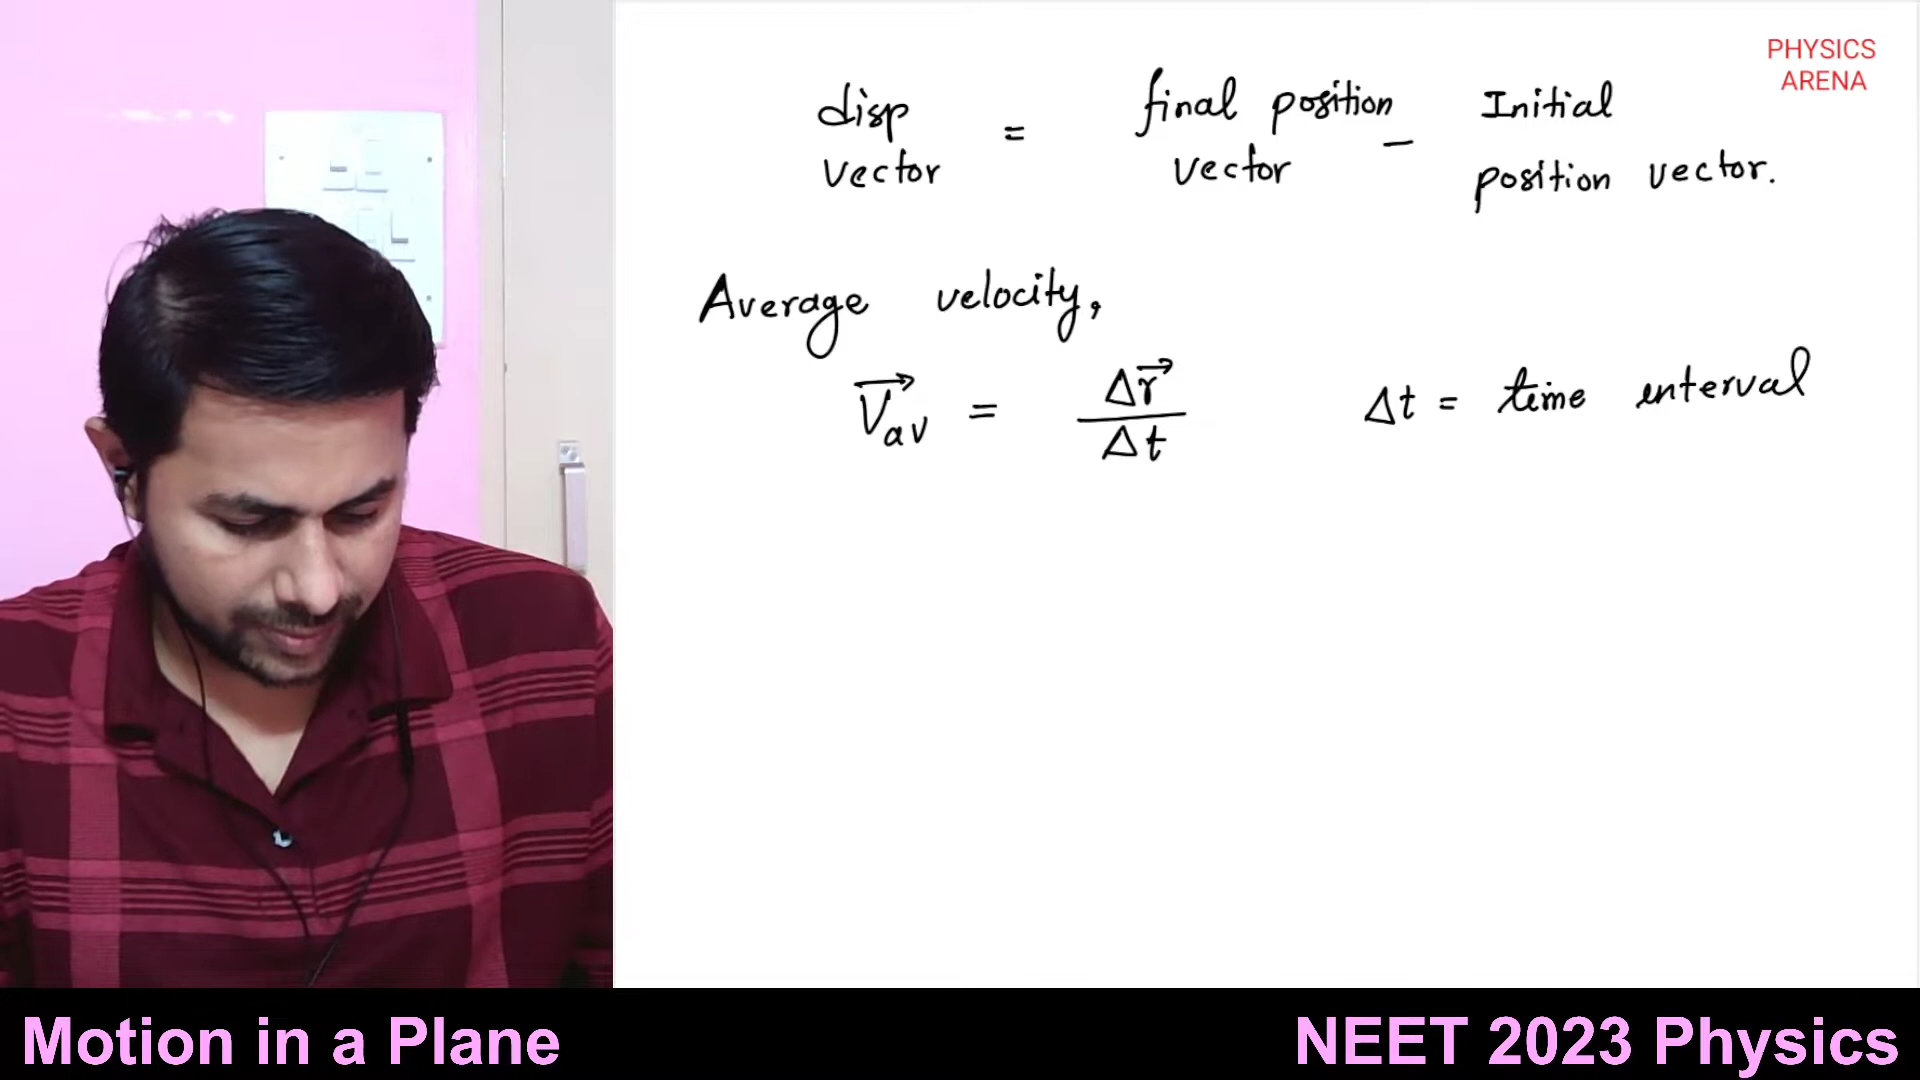 PHYSICS
ARENA
disp vector = final position vector - Initial position vector.
Average velocity,
V⃗av = Δr⃗ / Δt
Δt = time interval
Motion in a Plane
NEET 2023 Physics